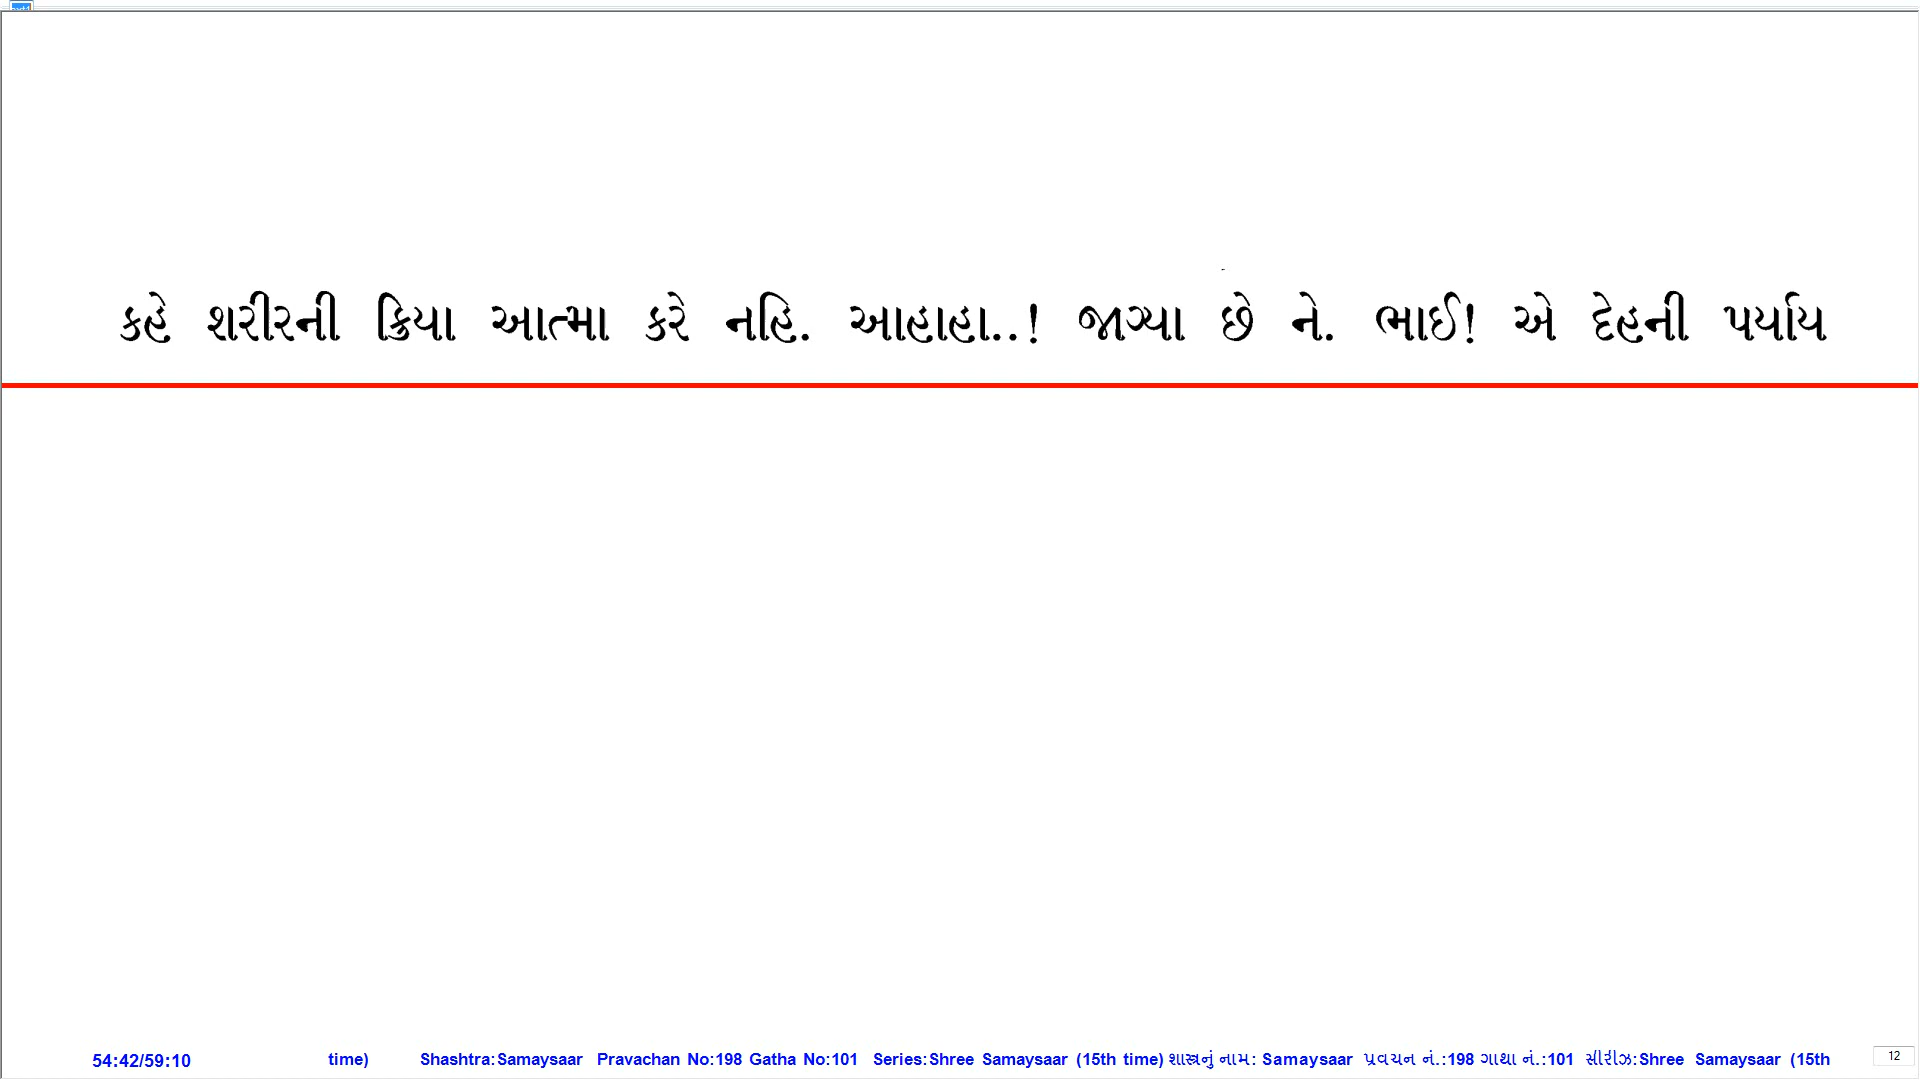 કહે શરીરની ક્રિયા આત્મા કરે નહિ. આહાહા..! જાગ્યા છે ને. ભાઈ! એ દેહની પર્યાય
54:42/59:10 time) Shashtra:Samaysaar Pravachan No:198 Gatha No:101 Series:Shree Samaysaar (15th time) શાસ્ત્રનું નામ: Samaysaar પ્રવચન નં.:198 ગાથા નં.:101 સીરીઝ:Shree Samaysaar (15th 12